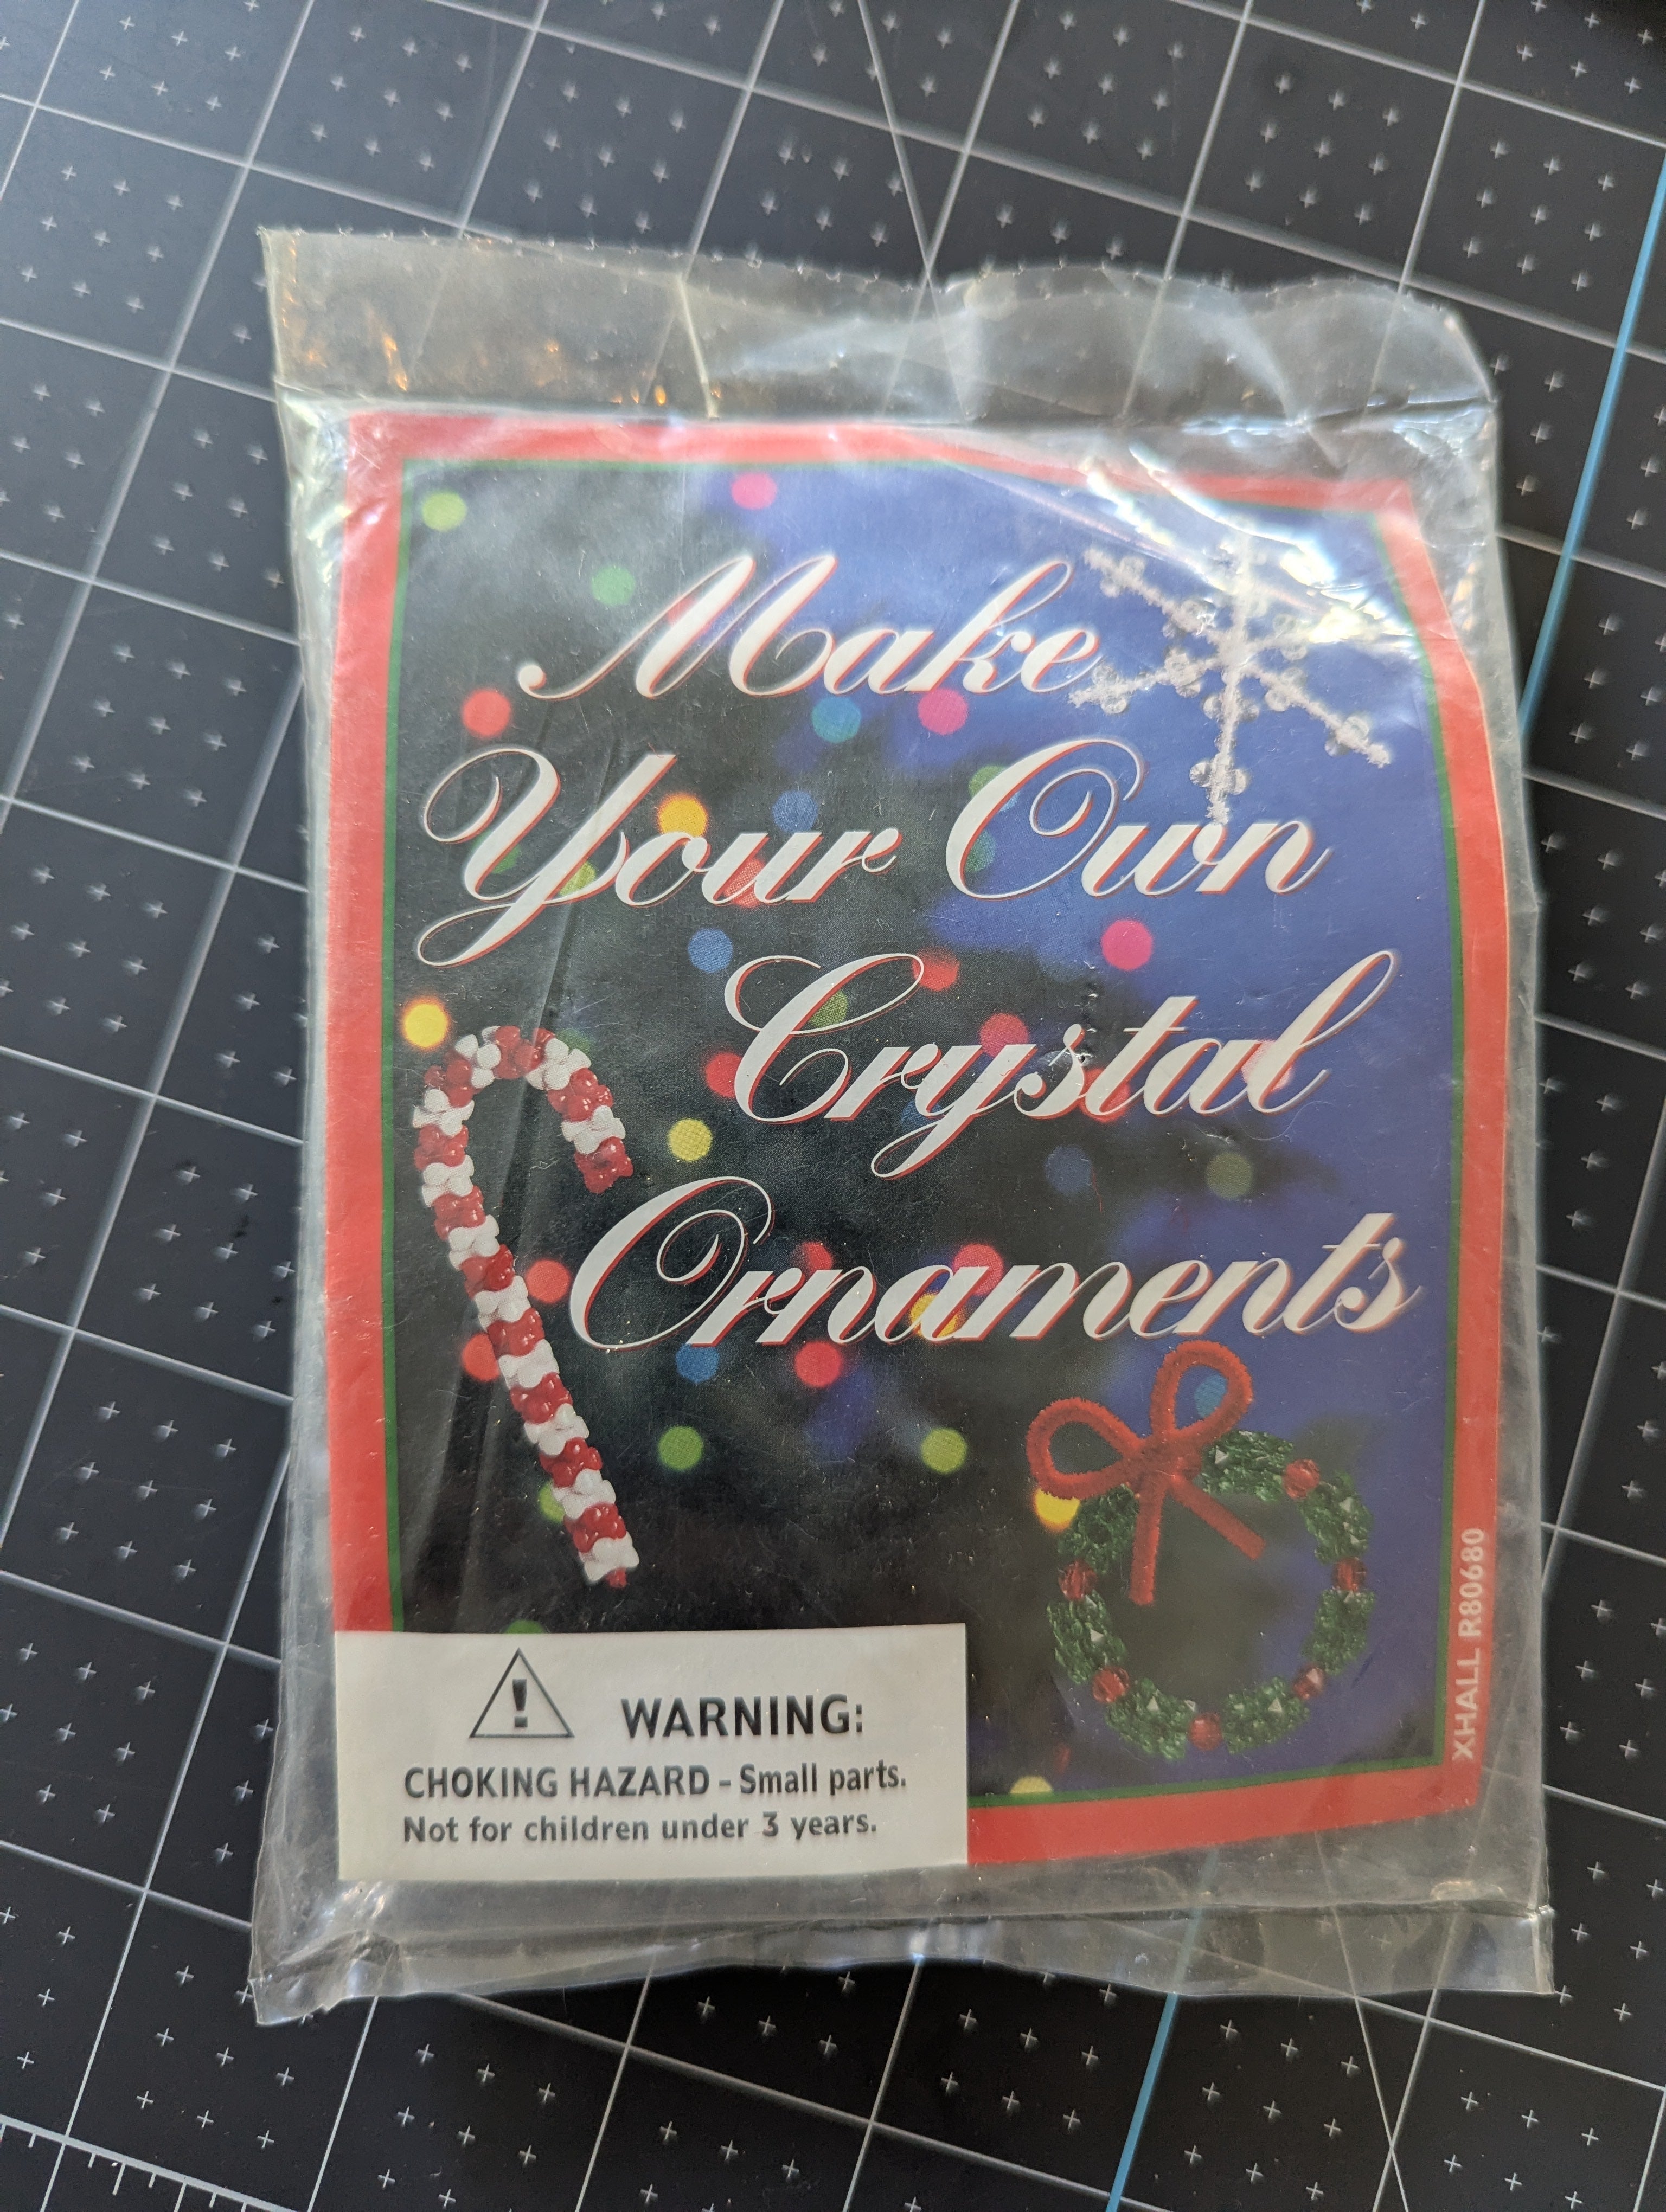 Make
Your Own
Crystal
Ornaments
WARNING:
CHOKING HAZARD - Small parts.
Not for children under 3 years.
XHALL R80680